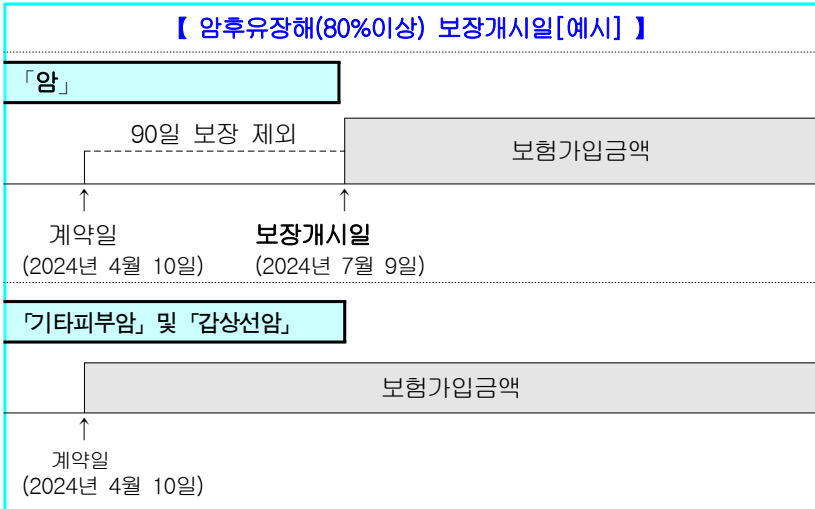 【 암후유장해(80%이상) 보장개시일[예시] 】
「암」
90일 보장 제외
보험가입금액
계약일
보장개시일
(2024년 4월 10일)
(2024년 7월 9일)
「기타피부암」 및 「갑상선암」
보험가입금액
계약일
(2024년 4월 10일)